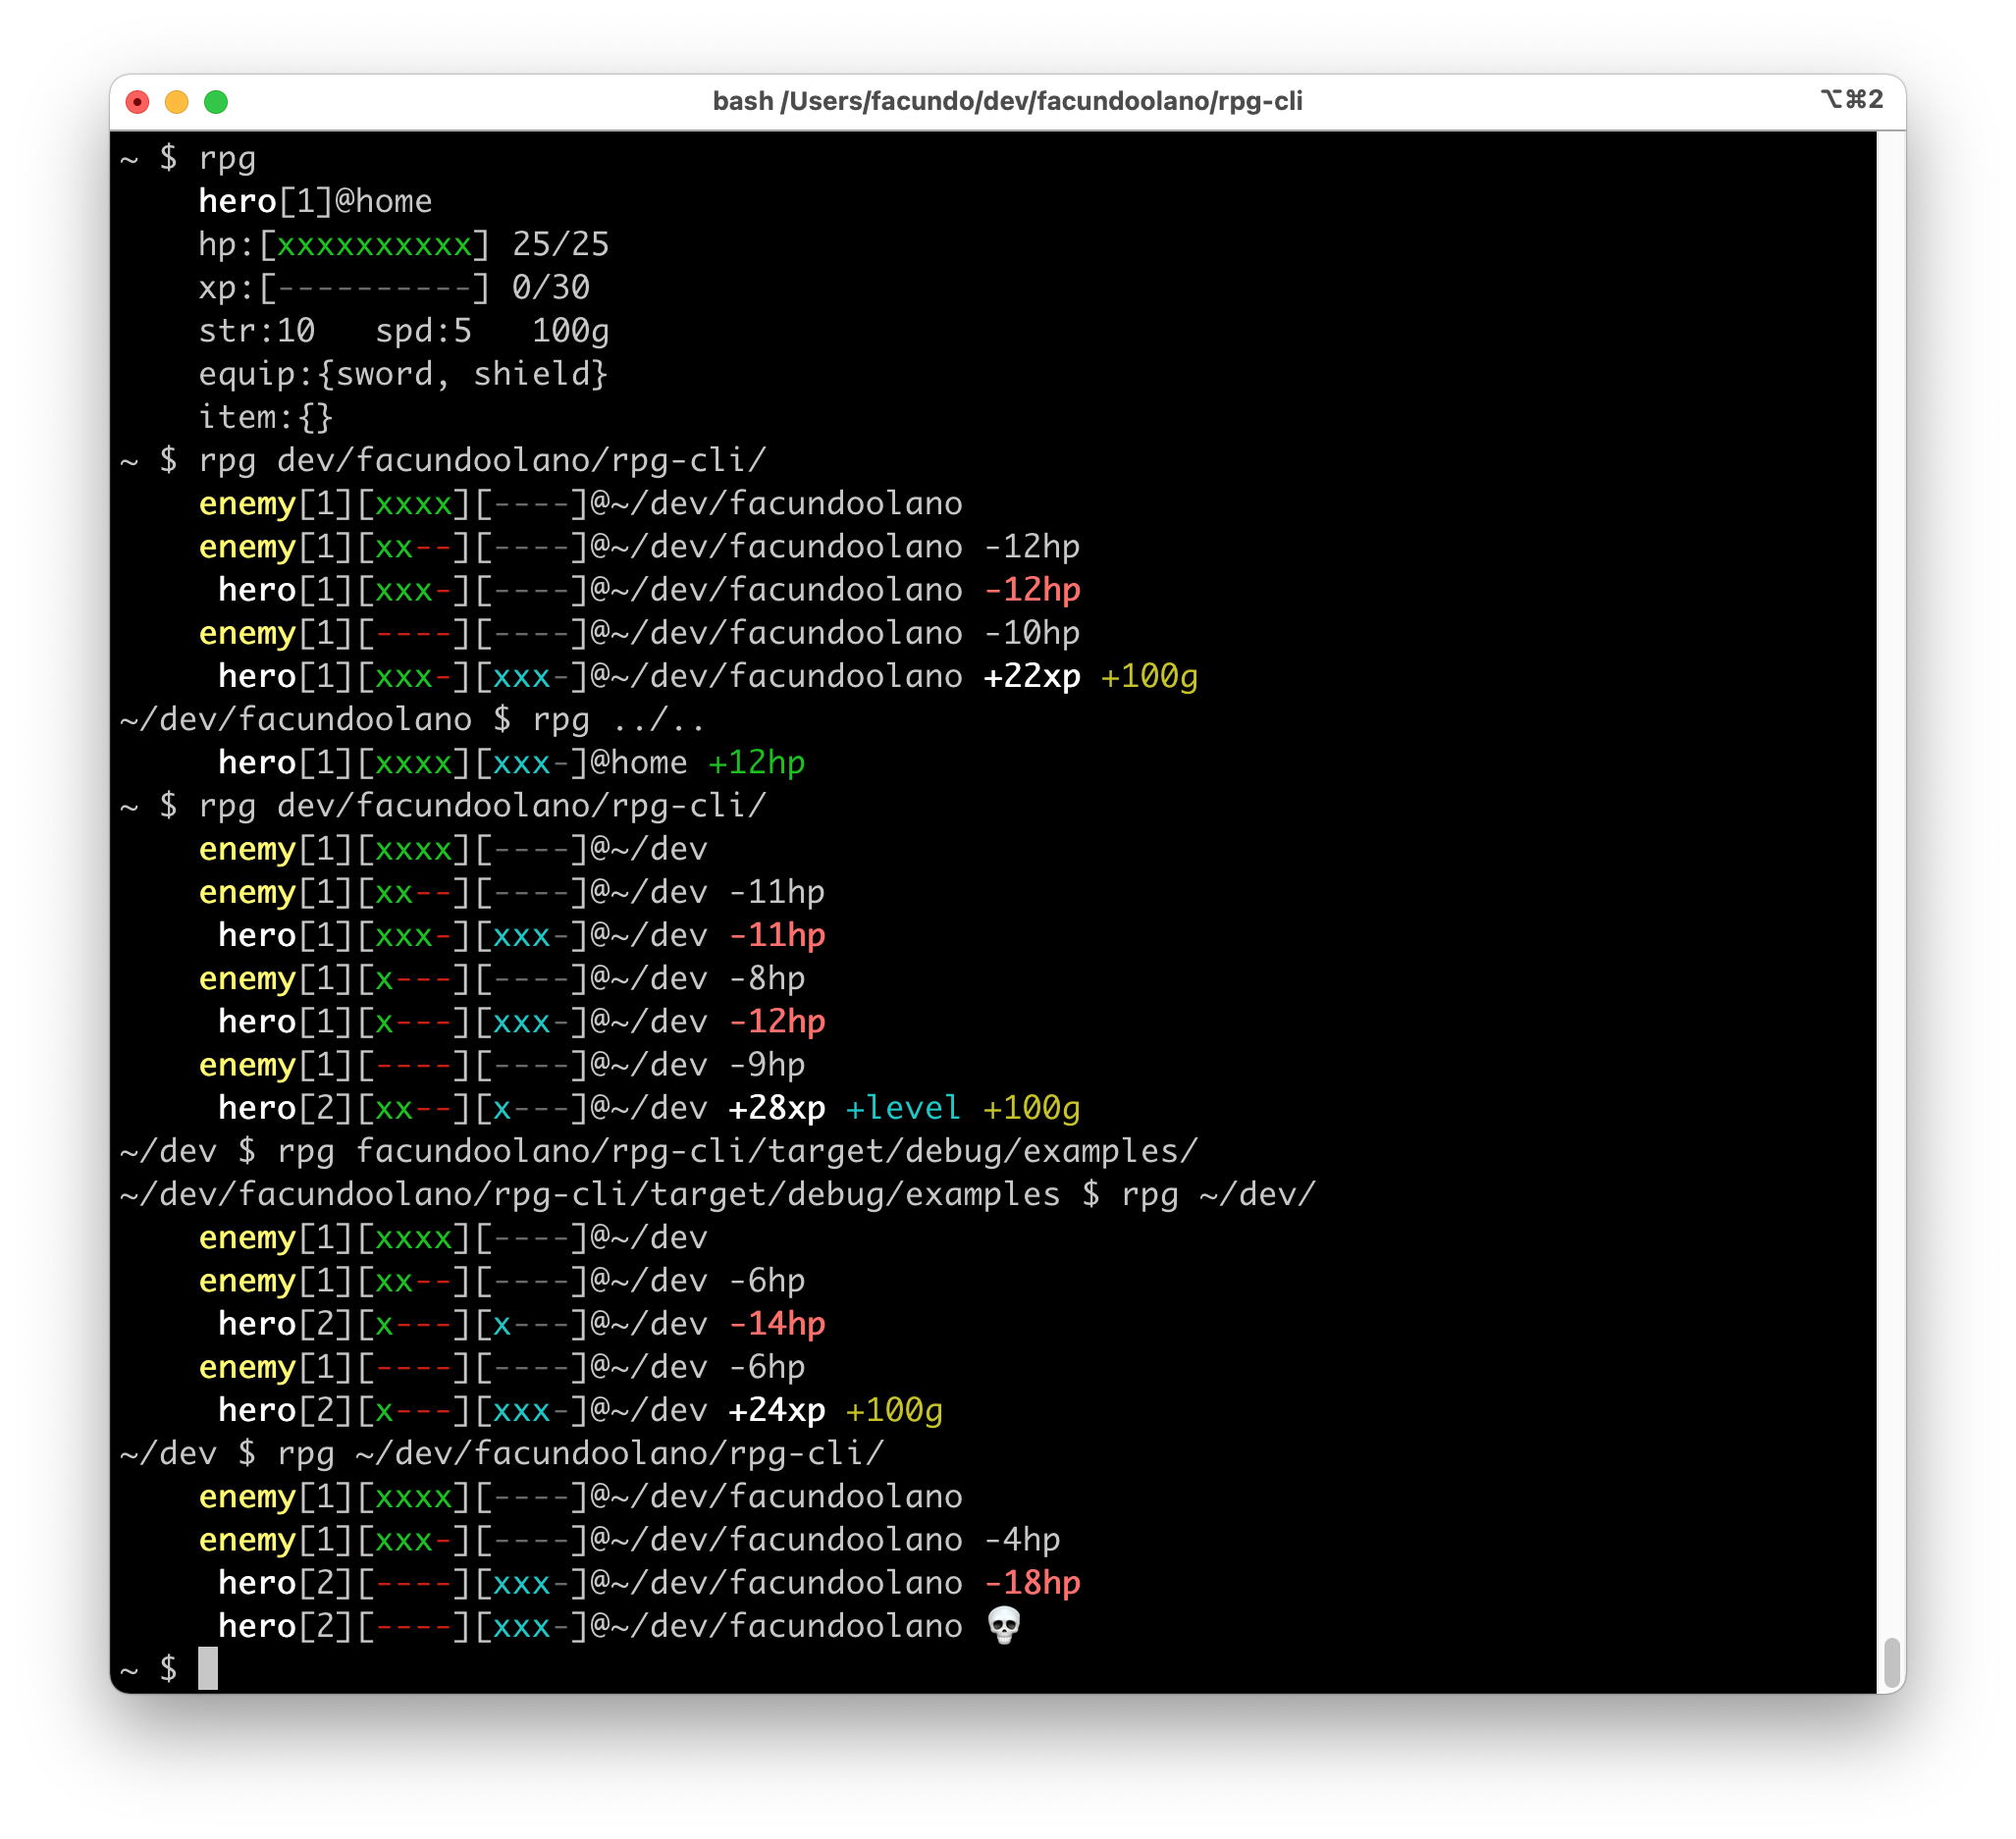 bash /Users/facundo/dev/facundoolano/rpg-cli ⌥⌘2
~ $ rpg
hero[1]@home
hp:[xxxxxxxxxx] 25/25
xp:[----------] 0/30
str:10   spd:5   100g
equip:{sword, shield}
item:{}
~ $ rpg dev/facundoolano/rpg-cli/
enemy[1][xxxx][----]@~/dev/facundoolano
enemy[1][xx--][----]@~/dev/facundoolano -12hp
hero[1][xxx-][----]@~/dev/facundoolano -12hp
enemy[1][----][----]@~/dev/facundoolano -10hp
hero[1][xxx-][xxx-]@~/dev/facundoolano +22xp +100g
~/dev/facundoolano $ rpg ../..
hero[1][xxxx][xxx-]@home +12hp
~ $ rpg dev/facundoolano/rpg-cli/
enemy[1][xxxx][----]@~/dev
enemy[1][xx--][----]@~/dev -11hp
hero[1][xxx-][xxx-]@~/dev -11hp
enemy[1][x---][----]@~/dev -8hp
hero[1][x---][xxx-]@~/dev -12hp
enemy[1][----][----]@~/dev -9hp
hero[2][xx--][x---]@~/dev +28xp +level +100g
~/dev $ rpg facundoolano/rpg-cli/target/debug/examples/
~/dev/facundoolano/rpg-cli/target/debug/examples $ rpg ~/dev/
enemy[1][xxxx][----]@~/dev
enemy[1][xx--][----]@~/dev -6hp
hero[2][x---][x---]@~/dev -14hp
enemy[1][----][----]@~/dev -6hp
hero[2][x---][xxx-]@~/dev +24xp +100g
~/dev $ rpg ~/dev/facundoolano/rpg-cli/
enemy[1][xxxx][----]@~/dev/facundoolano
enemy[1][xxx-][----]@~/dev/facundoolano -4hp
hero[2][----][xxx-]@~/dev/facundoolano -18hp
hero[2][----][xxx-]@~/dev/facundoolano 💀
~ $